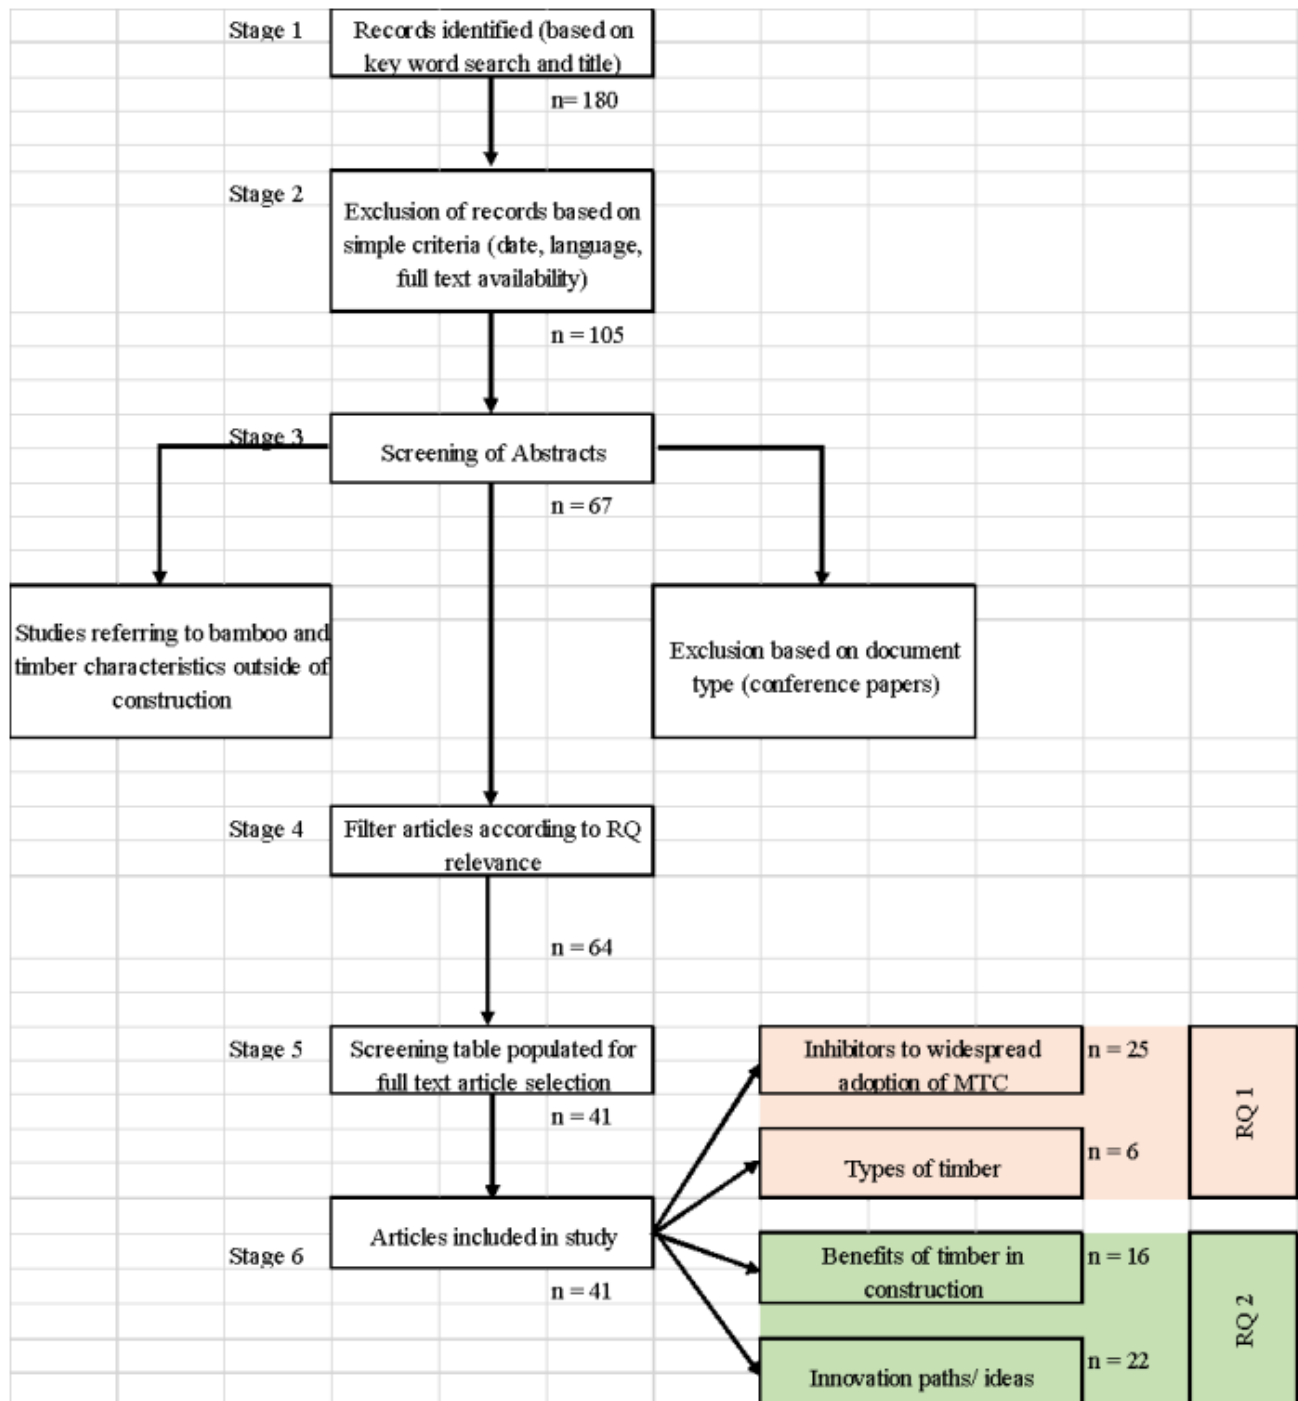 Stage 1
Records identified (based on
key word search and title)
n= 180
Stage 2
Exclusion of records based on
simple criteria (date, language,
full text availability)
n = 105
Stage 3
Screening of Abstracts
n = 67
Studies referring to bamboo and
timber characteristics outside of
construction
Exclusion based on document
type (conference papers)
Stage 4
Filter articles according to RQ
relevance
n = 64
Stage 5
Screening table populated for
full text article selection
n = 41
Inhibitors to widespread
adoption of MTC
n = 25
Types of timber
n = 6
RQ 1
Stage 6
Articles included in study
n = 41
Benefits of timber in
construction
n = 16
Innovation paths/ ideas
n = 22
RQ 2